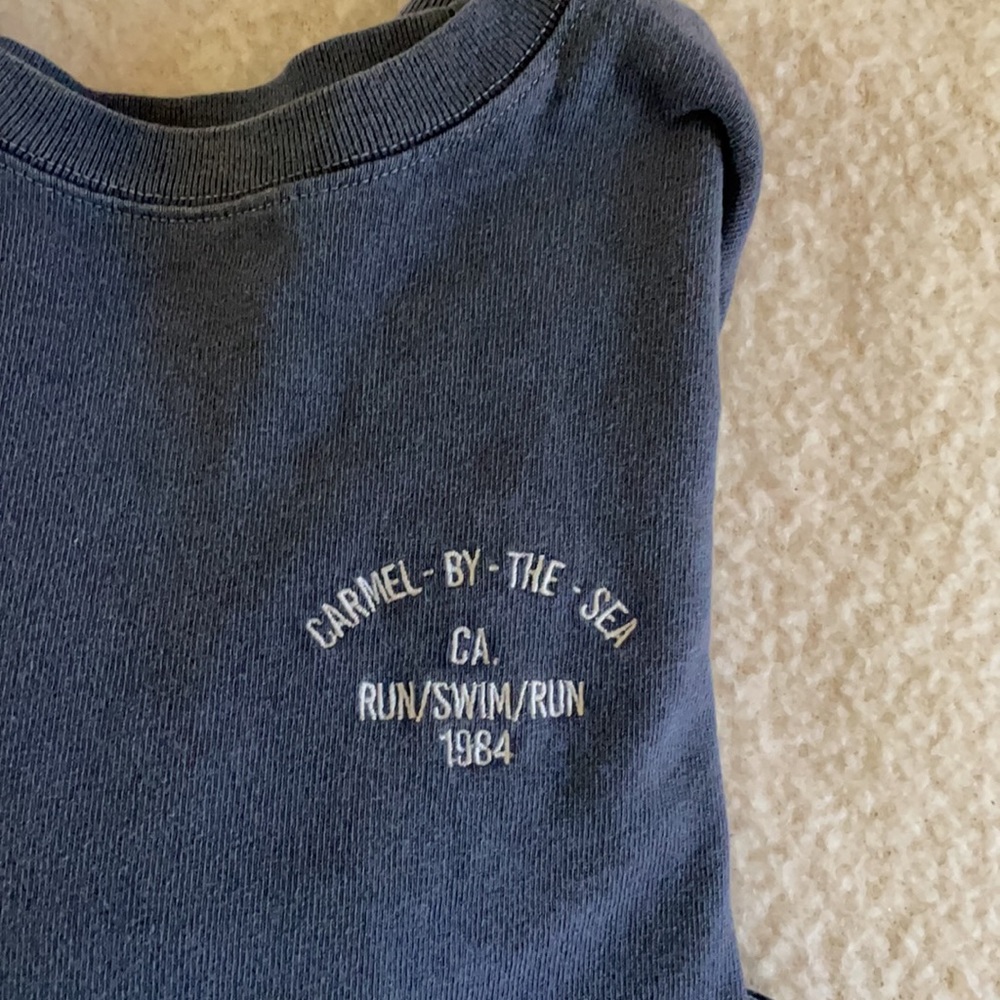 CARMEL - BY - THE - SEA
CA.
RUN/SWIM/RUN
1984